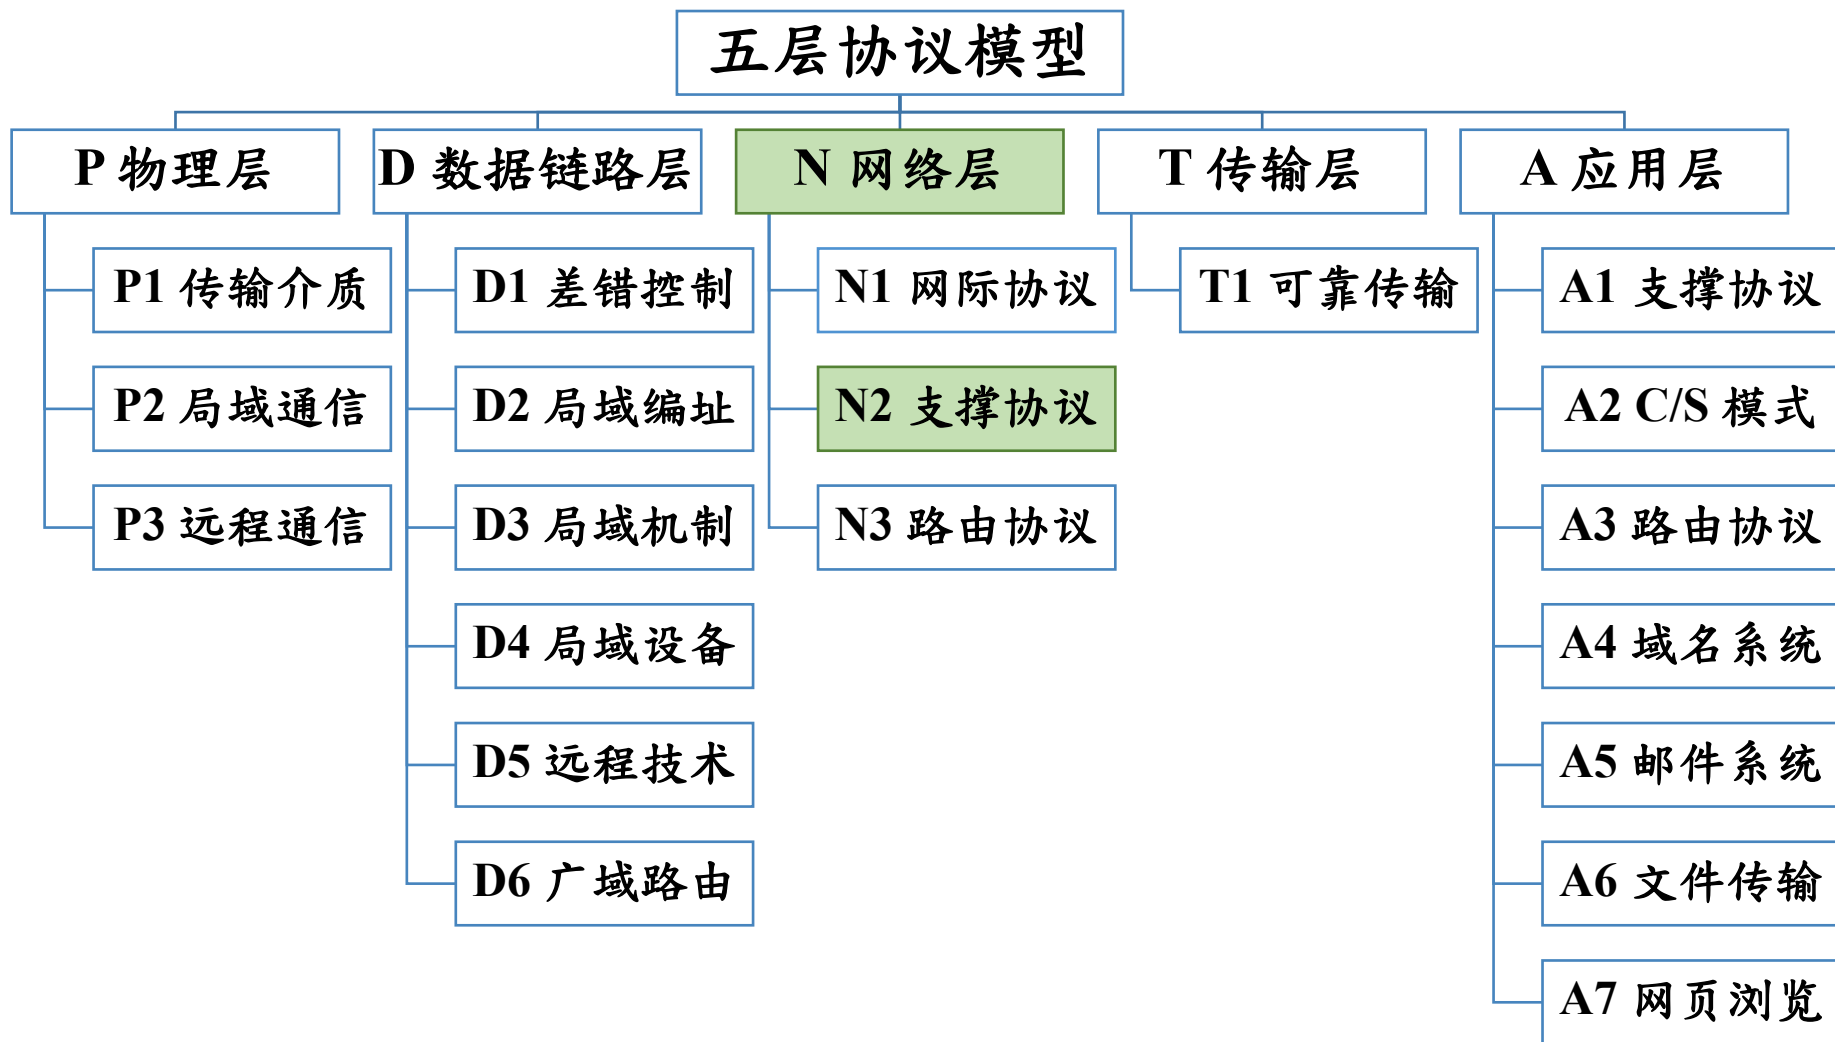 五层协议模型
P 物理层
P1 传输介质
P2 局域通信
P3 远程通信
D 数据链路层
D1 差错控制
D2 局域编址
D3 局域机制
D4 局域设备
D5 远程技术
D6 广域路由
N 网络层
N1 网际协议
N2 支撑协议
N3 路由协议
T 传输层
T1 可靠传输
A 应用层
A1 支撑协议
A2 C/S 模式
A3 路由协议
A4 域名系统
A5 邮件系统
A6 文件传输
A7 网页浏览